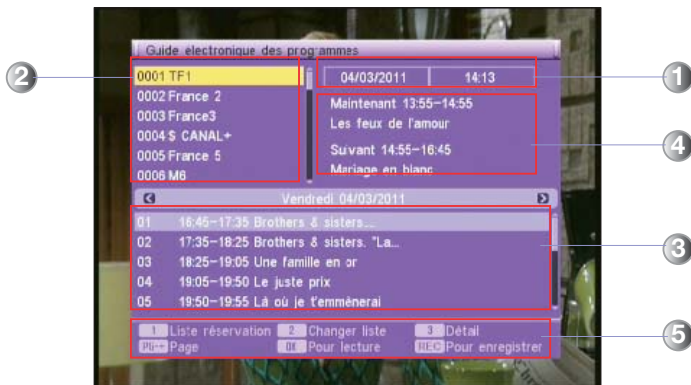 Guide électronique des programmes
2
0001 TF1
0002 France 2
0003 France3
0004 $ CANAL+
0005 France 5
0006 M6
04/03/2011 14:13
1
Maintenant 13:55-14:55
Les feux de l'amour
Suivant 14:55-16:45
Mariage en blanc
4
Vendredi 04/03/2011
01 16:45-17:35 Brothers & sisters....
02 17:35-18:25 Brothers & sisters. "La...
03 18:25-19:05 Une famille en or
04 19:05-19:50 Le juste prix
05 19:50-19:55 Là où je t'emmènerai
3
1 Liste réservation 2 Changer liste 3 Détail
PG-+ Page OK Pour lecture REC Pour enregistrer
5